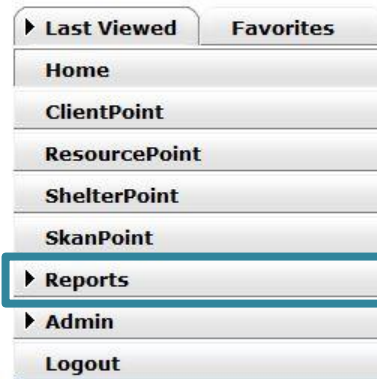 Last Viewed Favorites
Home
ClientPoint
ResourcePoint
ShelterPoint
SkanPoint
Reports
Admin
Logout